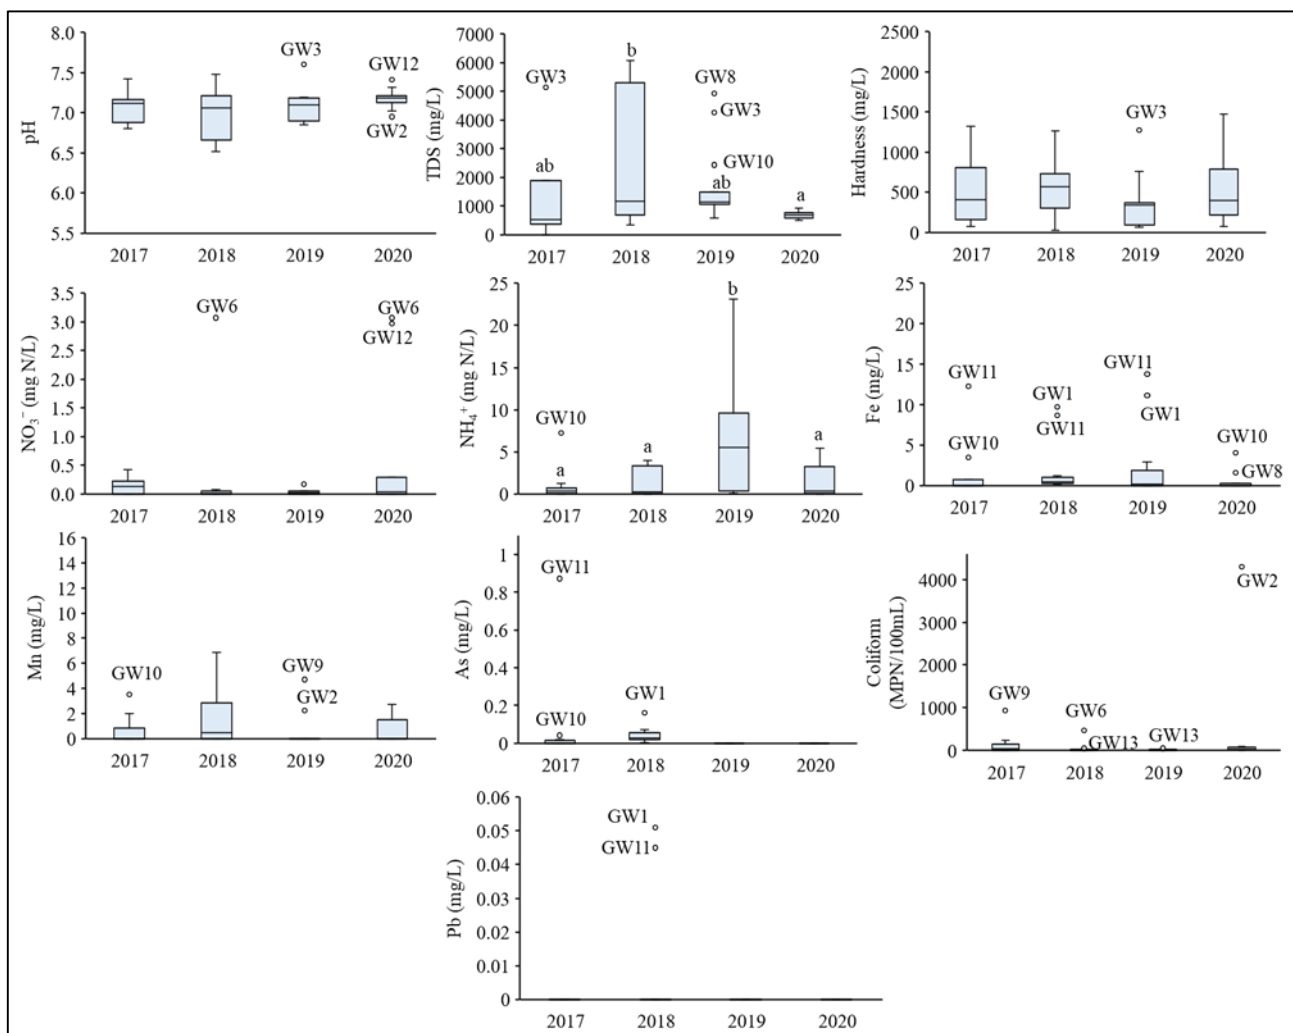 pH
8.0
7.5
7.0
6.5
6.0
5.5
GW3
GW12
GW2
2017 2018 2019 2020
TDS (mg/L)
7000
6000
5000
4000
3000
2000
1000
0
GW3
ab
b
GW8
GW3
GW10
ab
a
2017 2018 2019 2020
Hardness (mg/L)
2500
2000
1500
1000
500
0
GW3
2017 2018 2019 2020
NO₃⁻ (mg N/L)
3.5
3.0
2.5
2.0
1.5
1.0
0.5
0.0
GW6
GW6
GW12
2017 2018 2019 2020
NH₄⁺ (mg N/L)
25
20
15
10
5
0
GW10
a
a
b
a
2017 2018 2019 2020
Fe (mg/L)
25
20
15
10
5
0
GW11
GW10
GW1
GW11
GW11
GW1
GW10
GW8
2017 2018 2019 2020
Mn (mg/L)
16
14
12
10
8
6
4
2
0
GW10
GW9
GW2
2017 2018 2019 2020
As (mg/L)
1
0.8
0.6
0.4
0.2
0
GW11
GW10
GW1
2017 2018 2019 2020
Coliform
(MPN/100mL)
4000
3000
2000
1000
0
GW9
GW6
GW13
GW13
GW2
2017 2018 2019 2020
Pb (mg/L)
0.06
0.05
0.04
0.03
0.02
0.01
0
GW1
GW11
2017 2018 2019 2020